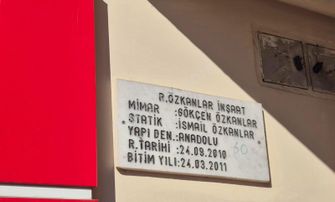 R.ÖZKANLAR İNŞAAT
MİMAR :GÖKÇEN ÖZKANLAR
STATİK :İSMAİL ÖZKANLAR
YAPI DEN.:ANADOLU
R.TARİHİ :24.09.2010
BİTİM YILI:24.03.2011